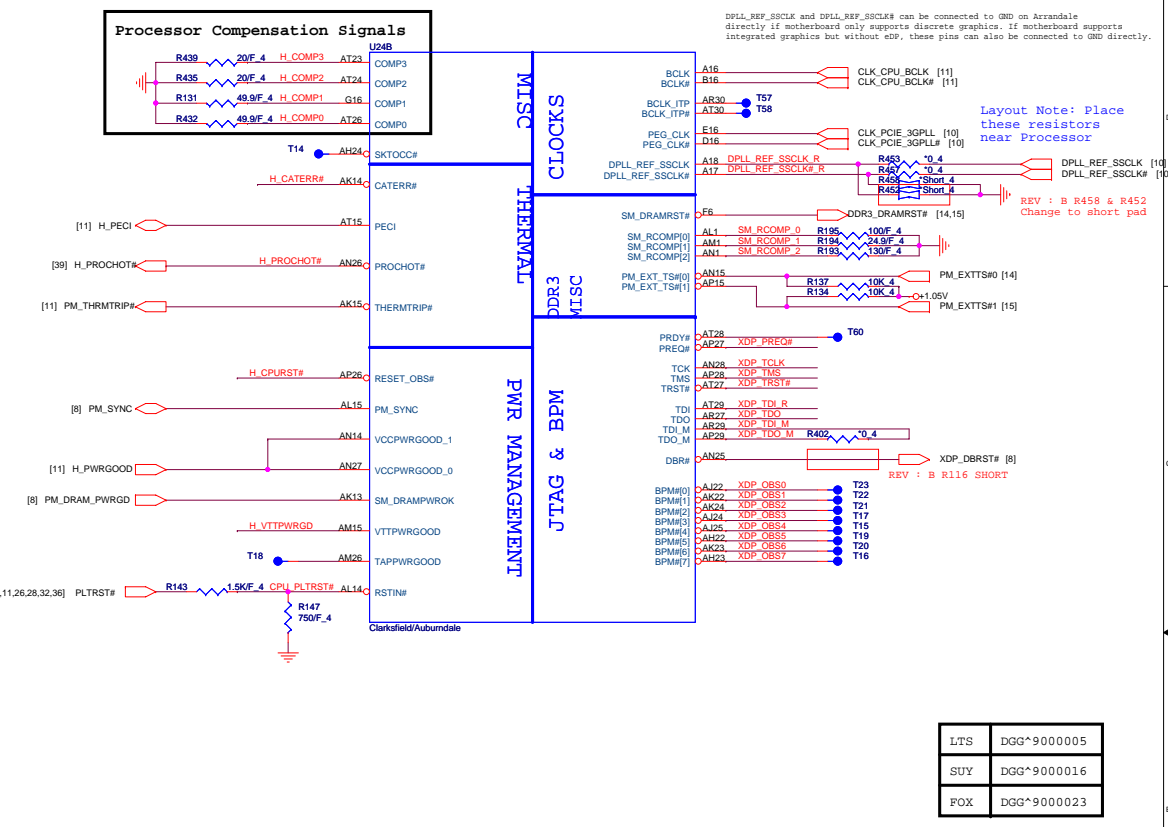 DPLL_REF_SSCLK and DPLL_REF_SSCLK# can be connected to GND on Arrandale
directly if motherboard only supports discrete graphics. If motherboard supports
integrated graphics but without eDP, these pins can also be connected to GND directly.
Processor Compensation Signals
U24B
R439 20/F_4 H_COMP3 AT23 COMP3
R435 20/F_4 H_COMP2 AT24 COMP2
R131 49.9/F_4 H_COMP1 G16 COMP1
R432 49.9/F_4 H_COMP0 AT26 COMP0
T14 AH24 SKTOCC#
H_CATERR# AK14 CATERR#
[11] H_PECI AT15 PECI
[39] H_PROCHOT# H_PROCHOT# AN26 PROCHOT#
[11] PM_THRMTRIP# AK15 THERMTRIP#
H_CPURST# AP26 RESET_OBS#
[8] PM_SYNC AL15 PM_SYNC
AN14 VCCPWRGOOD_1
[11] H_PWRGOOD AN27 VCCPWRGOOD_0
[8] PM_DRAM_PWRGD AK13 SM_DRAMPWROK
H_VTTPWRGD AM15 VTTPWRGOOD
T18 AM26 TAPPWRGOOD
,11,26,28,32,36] PLTRST# R143 1.5K/F_4 CPU_PLTRST# AL14 RSTIN#
R147
750/F_4
Clarksfield/Auburndale
MISC
THERMAL
PWR MANAGEMENT
CLOCKS
DDR3
MISC
JTAG & BPM
BCLK A16 CLK_CPU_BCLK [11]
BCLK# B16 CLK_CPU_BCLK# [11]
BCLK_ITP AR30 T57
BCLK_ITP# AT30 T58
PEG_CLK E16 CLK_PCIE_3GPLL [10]
PEG_CLK# D16 CLK_PCIE_3GPLL# [10]
Layout Note: Place
these resistors
near Processor
DPLL_REF_SSCLK A18 DPLL_REF_SSCLK_R R453 *0_4 DPLL_REF_SSCLK [10]
DPLL_REF_SSCLK# A17 DPLL_REF_SSCLK#_R R457 *0_4 DPLL_REF_SSCLK# [10
R458 *Short_4
R452 *Short_4
REV : B R458 & R452
Change to short pad
SM_DRAMRST# F6 DDR3_DRAMRST# [14,15]
SM_RCOMP[0] AL1 SM_RCOMP_0 R195 100/F_4
SM_RCOMP[1] AM1 SM_RCOMP_1 R194 24.9/F_4
SM_RCOMP[2] AN1 SM_RCOMP_2 R193 130/F_4
PM_EXT_TS#[0] AN15 PM_EXTTS#0 [14]
PM_EXT_TS#[1] AP15 R137 10K_4
R134 10K_4 +1.05V
PM_EXTTS#1 [15]
PRDY# AT28 T60
PREQ# AP27 XDP_PREQ#
TCK AN28 XDP_TCLK
TMS AP28 XDP_TMS
TRST# AT27 XDP_TRST#
TDI AT29 XDP_TDI_R
TDO AR27 XDP_TDO
TDI_M AR29 XDP_TDI_M
TDO_M AP29 XDP_TDO_M R402 *0_4
DBR# AN25 XDP_DBRST# [8]
REV : B R116 SHORT
BPM#[0] AJ22 XDP_OBS0 T23
BPM#[1] AK22 XDP_OBS1 T22
BPM#[2] AK24 XDP_OBS2 T21
BPM#[3] AJ24 XDP_OBS3 T17
BPM#[4] AJ25 XDP_OBS4 T15
BPM#[5] AH22 XDP_OBS5 T19
BPM#[6] AK23 XDP_OBS6 T20
BPM#[7] AH23 XDP_OBS7 T16
LTS DGG^9000005
SUY DGG^9000016
FOX DGG^9000023